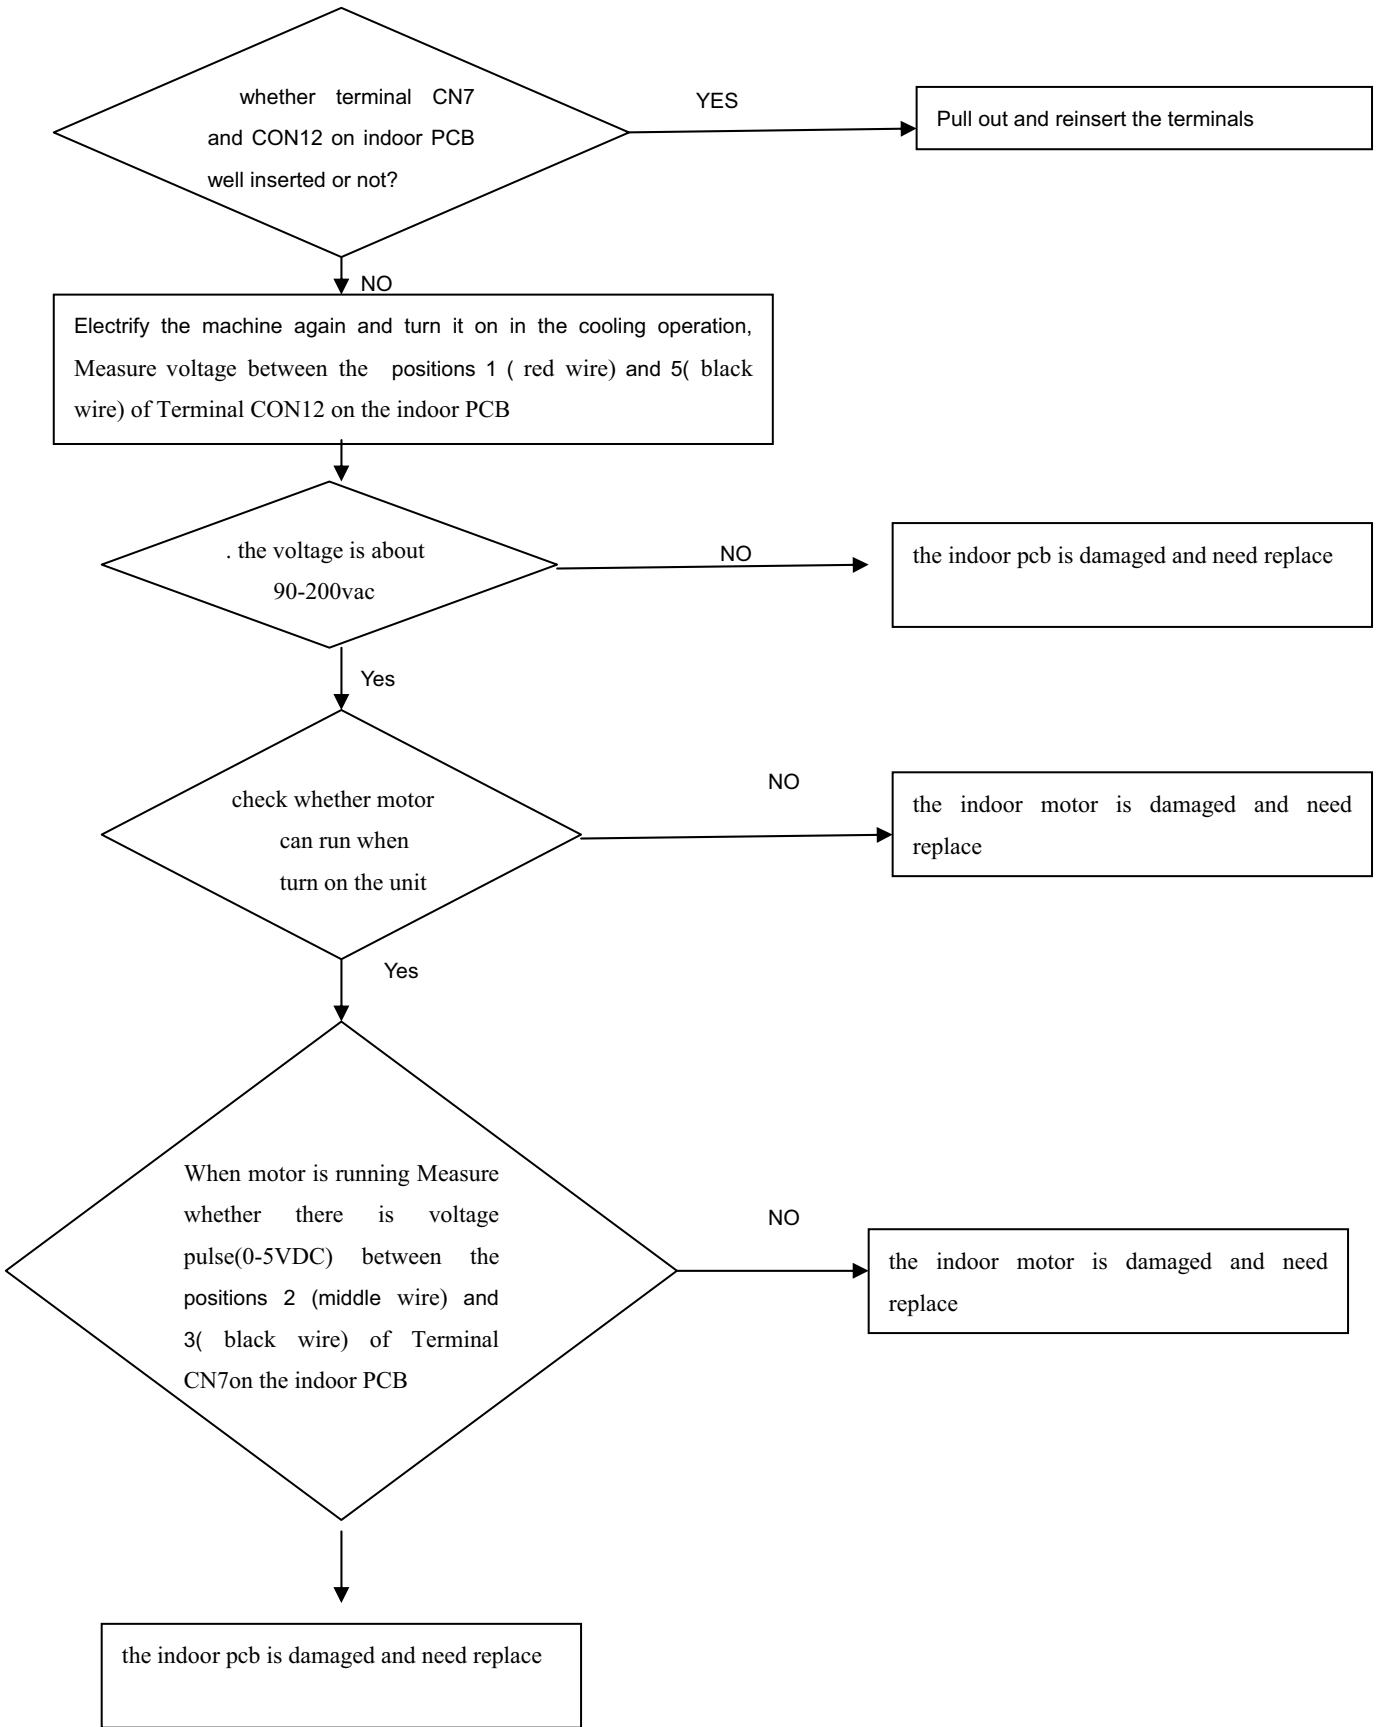 whether terminal CN7
and CON12 on indoor PCB
well inserted or not?
YES
Pull out and reinsert the terminals
NO
Electrify the machine again and turn it on in the cooling operation,
Measure voltage between the positions 1 ( red wire) and 5( black
wire) of Terminal CON12 on the indoor PCB
. the voltage is about
90-200vac
NO
the indoor pcb is damaged and need replace
Yes
check whether motor
can run when
turn on the unit
NO
the indoor motor is damaged and need
replace
Yes
When motor is running Measure
whether there is voltage
pulse(0-5VDC) between the
positions 2 (middle wire) and
3( black wire) of Terminal
CN7on the indoor PCB
NO
the indoor motor is damaged and need
replace
the indoor pcb is damaged and need replace